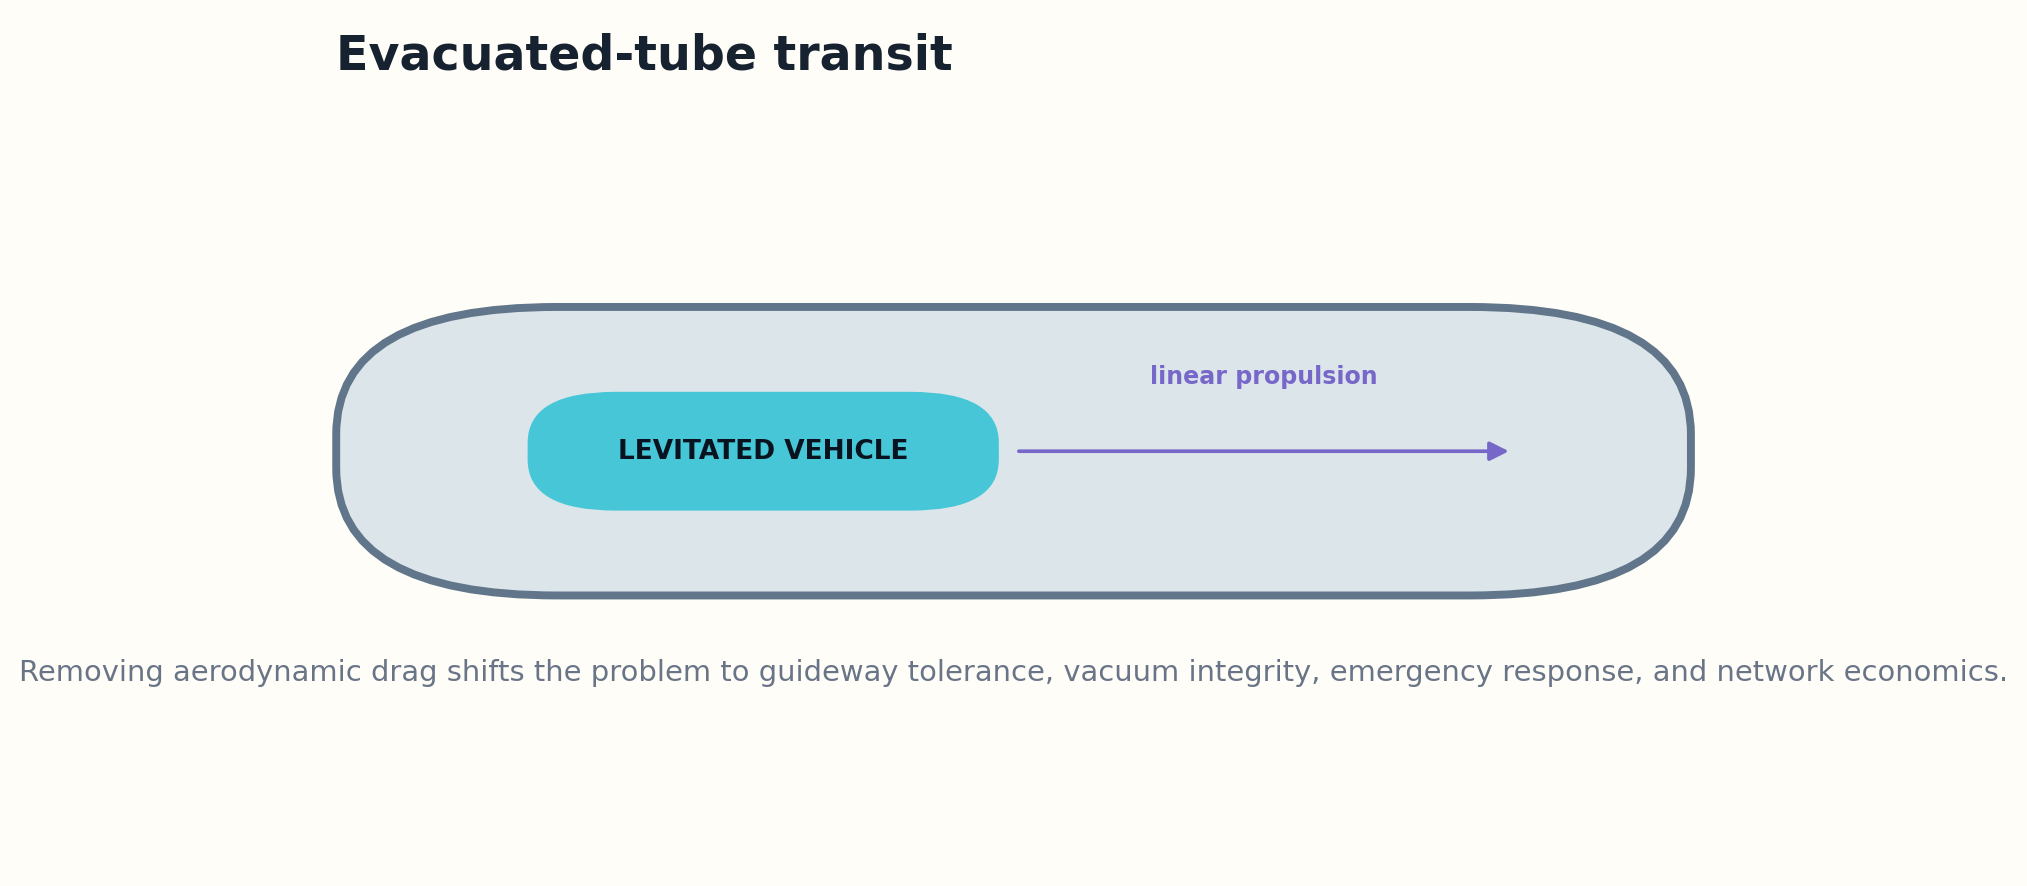 Evacuated-tube transit
linear propulsion
LEVITATED VEHICLE
Removing aerodynamic drag shifts the problem to guideway tolerance, vacuum integrity, emergency response, and network economics.